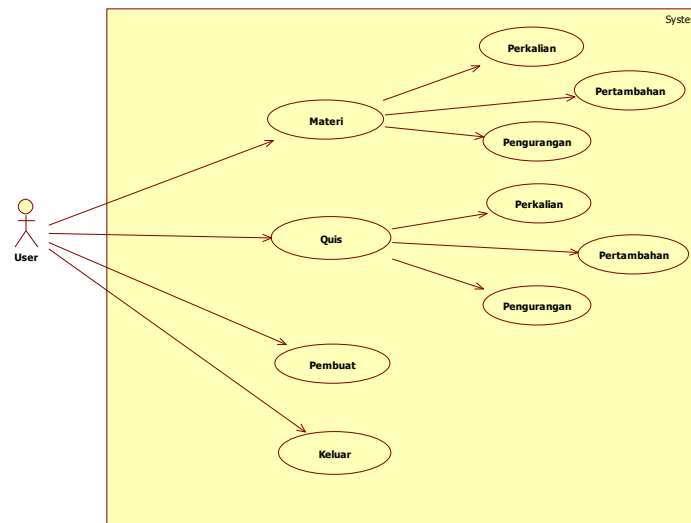 Syste
Perkalian
Pertambahan
Materi
Pengurangan
Perkalian
Quis
Pertambahan
User
Pengurangan
Pembuat
Keluar